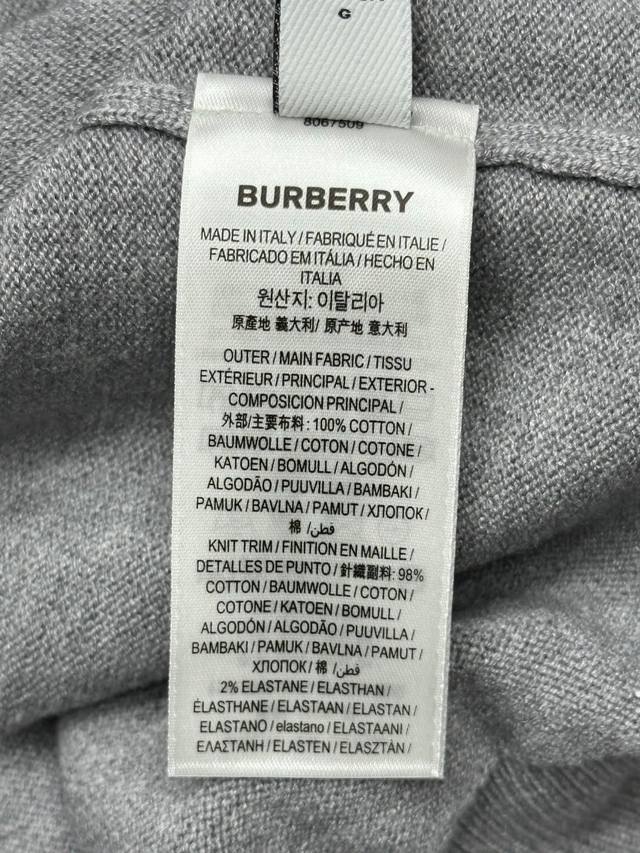 G
8067509
BURBERRY
MADE IN ITALY / FABRIQUÉ EN ITALIE /
FABRICADO EM ITÁLIA / HECHO EN
ITALIA
원산지: 이탈리아
原產地 義大利/ 原产地 意大利
OUTER / MAIN FABRIC / TISSU
EXTÉRIEUR / PRINCIPAL / EXTERIOR -
COMPOSICION PRINCIPAL /
外部/主要布料: 100% COTTON /
BAUMWOLLE / COTON / COTONE /
KATOEN / BOMULL / ALGODÓN /
ALGODÃO / PUUVILLA / BAMBAKI /
PAMUK / BAVLNA / PAMUT / ХЛОПОК /
棉 /قطن/
KNIT TRIM / FINITION EN MAILLE /
DETALLES DE PUNTO / 針織副料: 98%
COTTON / BAUMWOLLE / COTON /
COTONE / KATOEN / BOMULL /
ALGODÓN / ALGODÃO / PUUVILLA /
BAMBAKI / PAMUK / BAVLNA / PAMUT /
ХЛОПОК / 棉 /قطن/
2% ELASTANE / ELASTHAN /
ÉLASTHANE / ELASTAAN / ELASTAN /
ELASTANO / elastano / ELASTAANI /
ΕΛΑΣΤΑΝΗ / ELASTEN / ELASZTÁN /